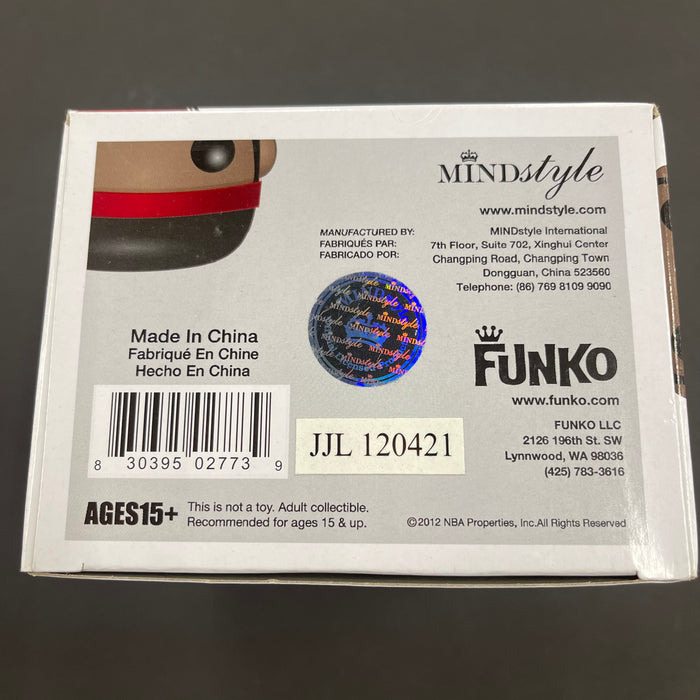 MINDstyle
www.mindstyle.com
MANUFACTURED BY:
FABRIQUÉS PAR:
FABRICADO POR:
MINDstyle International
7th Floor, Suite 702, Xinghui Center
Changping Road, Changping Town
Dongguan, China 523560
Telephone: (86) 769 8109 9090
MINDstyle
MINDstyle
MINDstyle
MINDstyle
Made In China
Fabriqué En Chine
Hecho En China
FUNKO
www.funko.com
FUNKO LLC
2126 196th St. SW
Lynnwood, WA 98036
(425) 783-3616
8 30395 02773 9
JJL 120421
AGES15+
This is not a toy. Adult collectible.
Recommended for ages 15 & up.
©2012 NBA Properties, Inc.All Rights Reserved